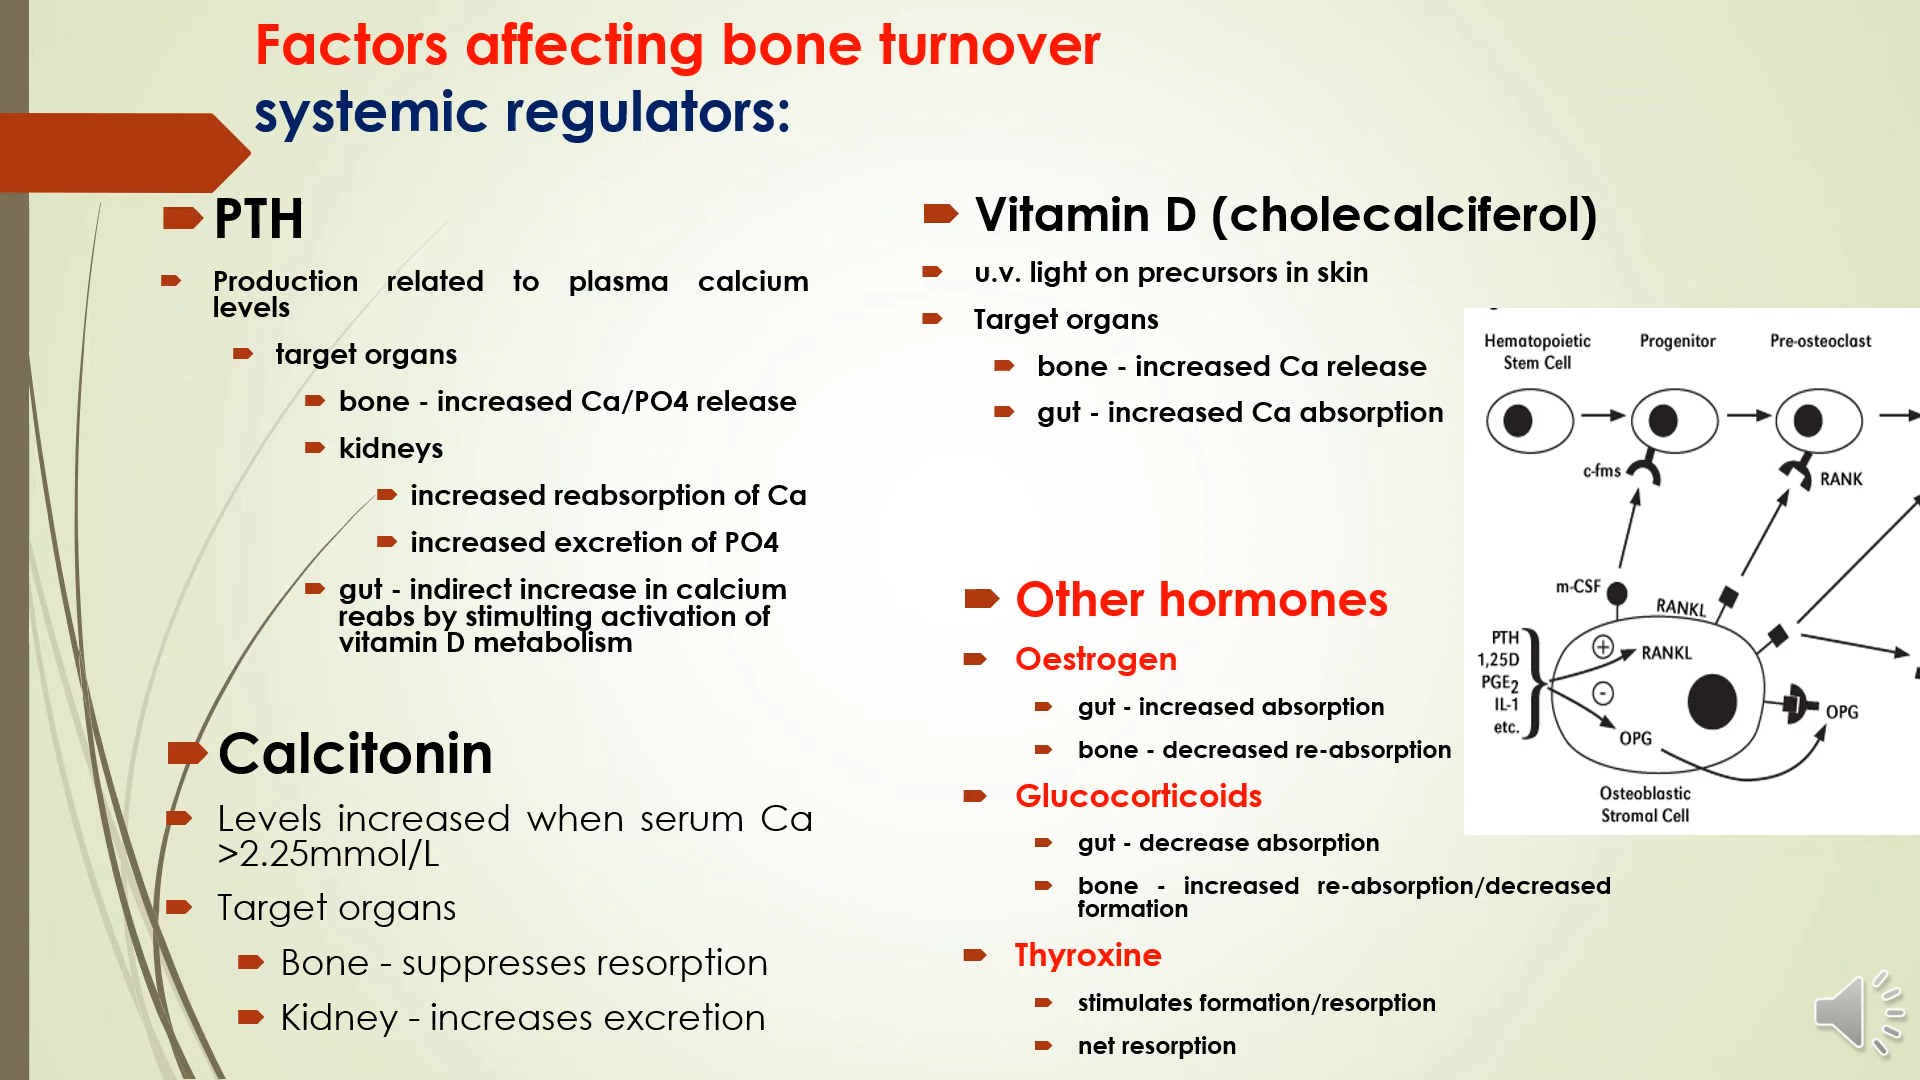 Factors affecting bone turnover
systemic regulators:
PTH
Production related to plasma calcium
levels
target organs
bone - increased Ca/PO4 release
kidneys
increased reabsorption of Ca
increased excretion of PO4
gut - indirect increase in calcium
reabs by stimulting activation of
vitamin D metabolism
Calcitonin
Levels increased when serum Ca
>2.25mmol/L
Target organs
Bone - suppresses resorption
Kidney - increases excretion
Vitamin D (cholecalciferol)
u.v. light on precursors in skin
Target organs
bone - increased Ca release
gut - increased Ca absorption
Other hormones
Oestrogen
gut - increased absorption
bone - decreased re-absorption
Glucocorticoids
gut - decrease absorption
bone - increased re-absorption/decreased
formation
Thyroxine
stimulates formation/resorption
net resorption
Hematopoietic
Stem Cell
Progenitor
Pre-osteoclast
c-fms
RANK
m-CSF
RANKL
PTH
1,25D
PGE2
IL-1
etc.
+
RANKL
-
OPG
OPG
Osteoblastic
Stromal Cell